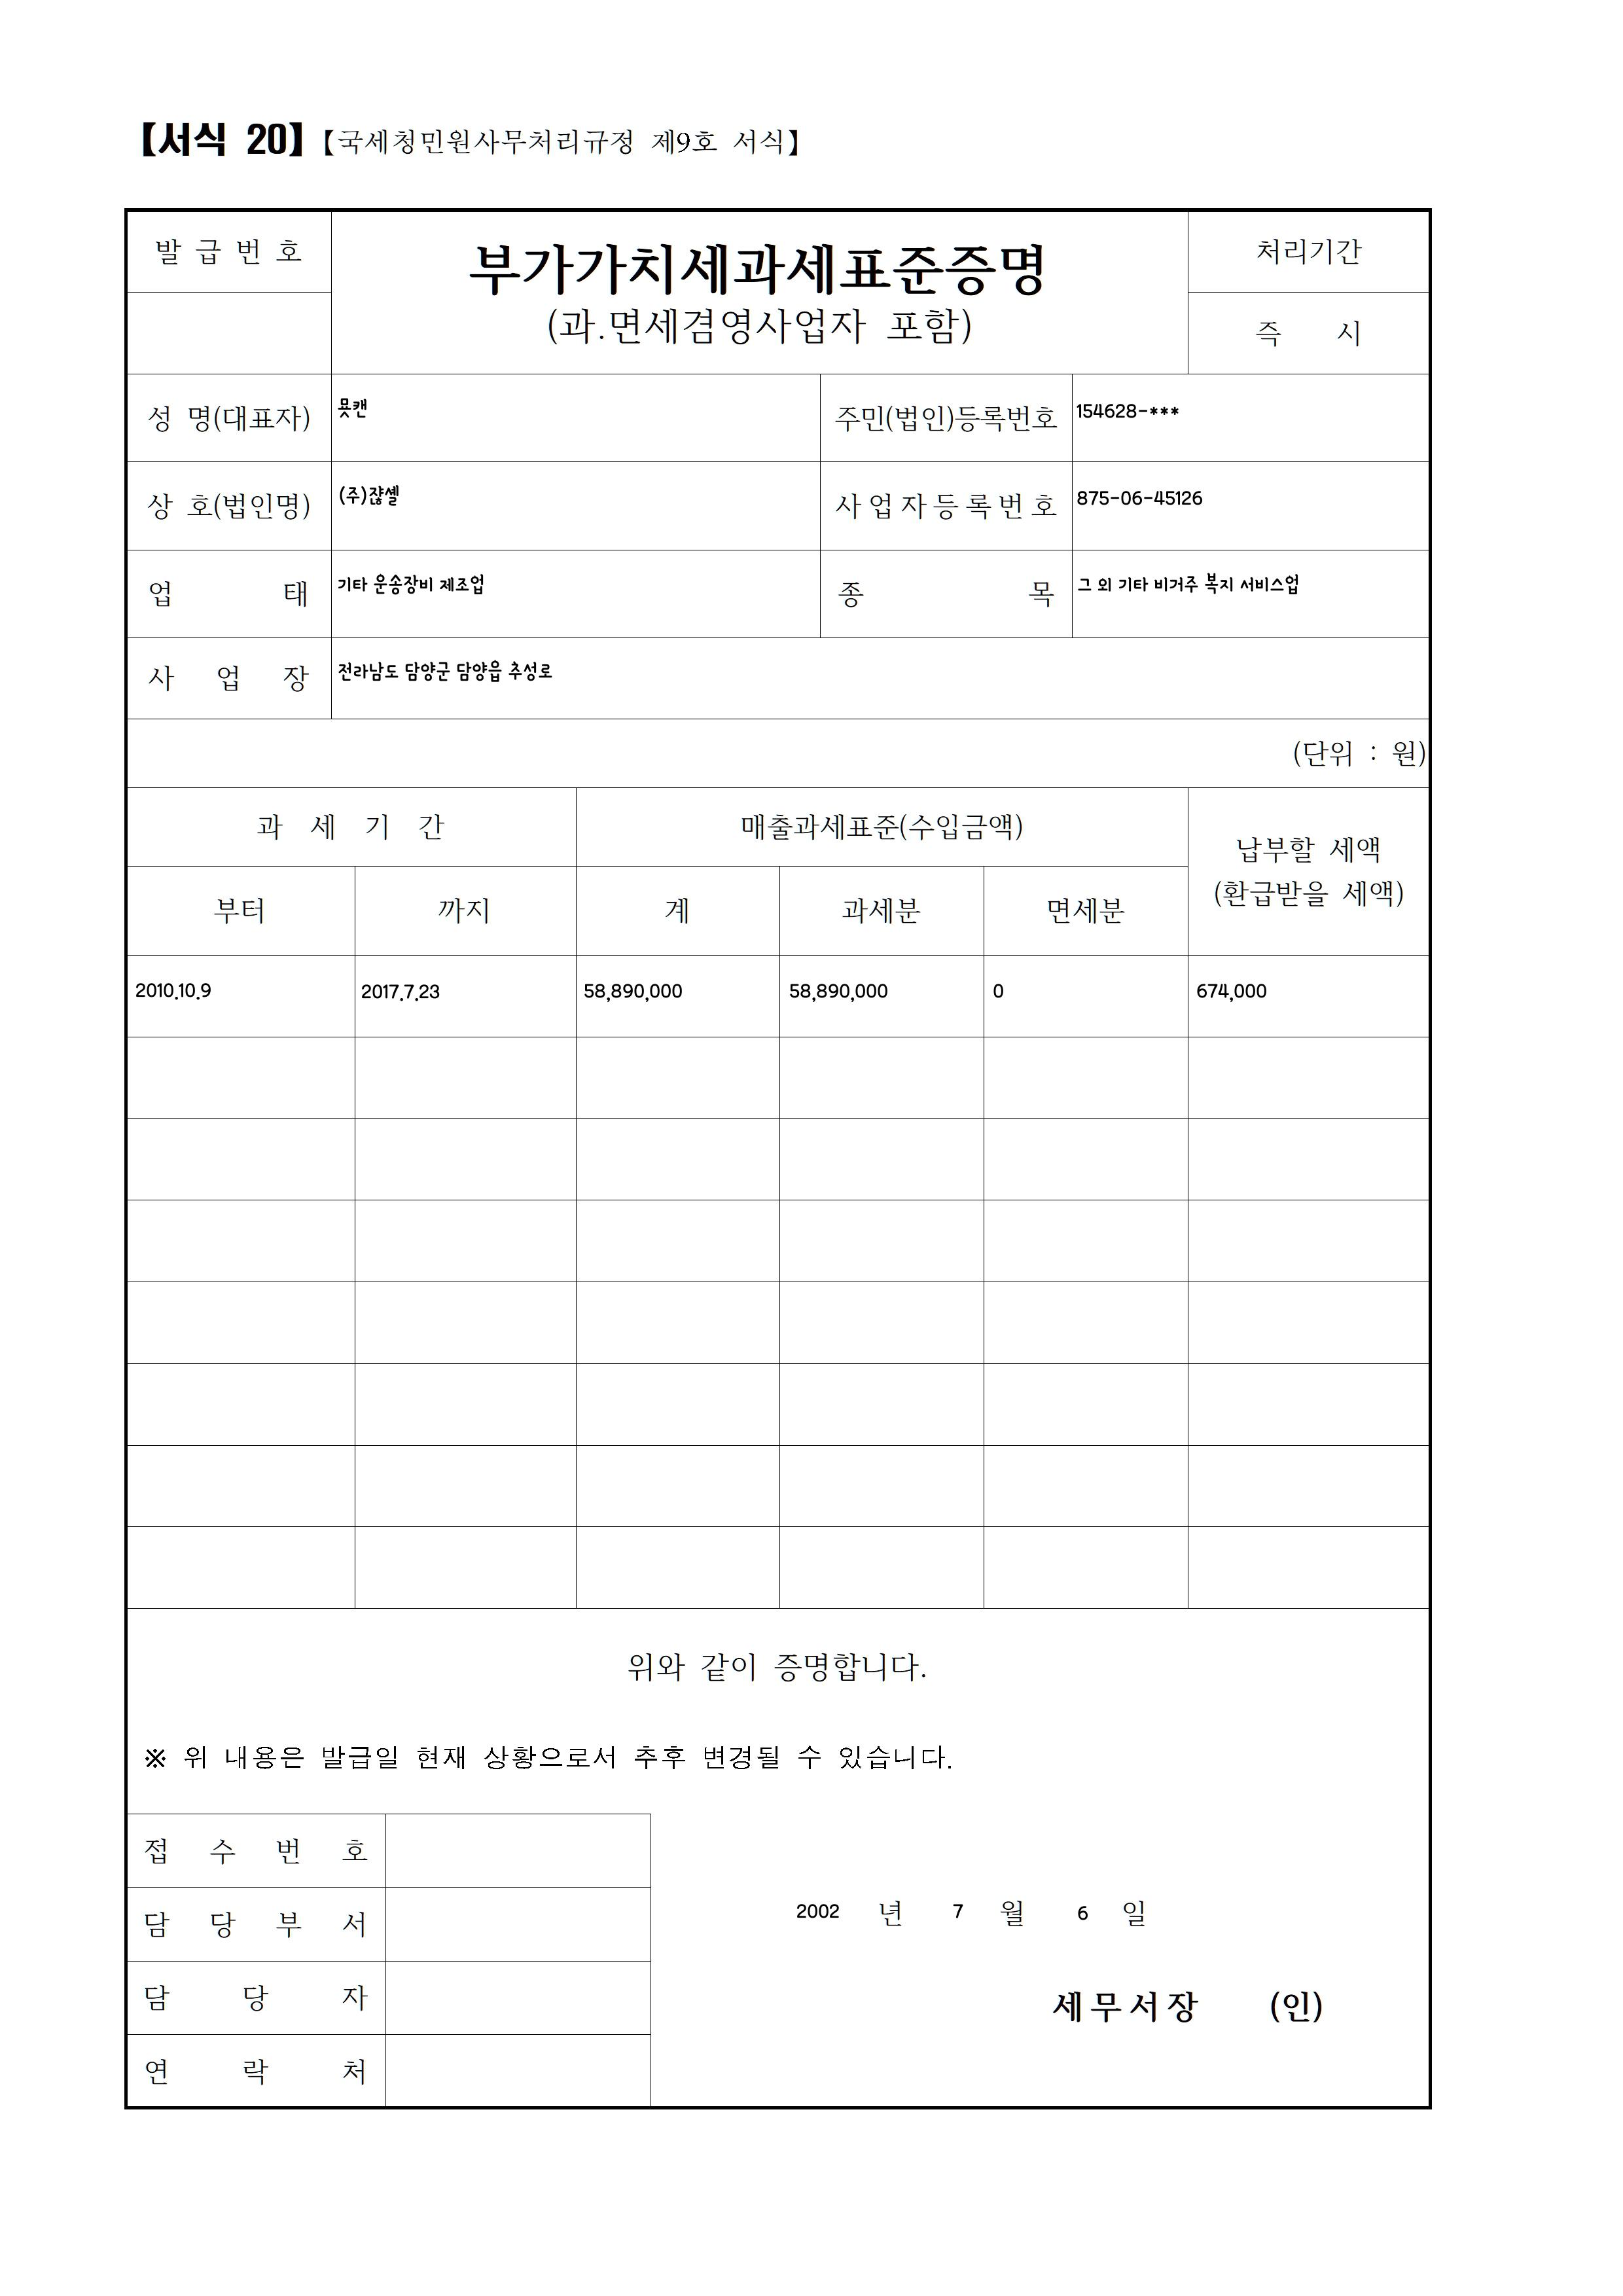 【서식 20】【국세청민원사무처리규정 제9호 서식】
발 급 번 호
부가가치세과세표준증명
(과.면세겸영사업자 포함)
처리기간
즉 시
성 명(대표자) 못캔 주민(법인)등록번호 154628-***
상 호(법인명) (주)쟎셀 사업자등록번호 875-06-45126
업 태 기타 운송장비 제조업 종 목 그 외 기타 비거주 복지 서비스업
사 업 장 전라남도 담양군 담양읍 추성로
(단위 : 원)
과 세 기 간 매출과세표준(수입금액) 납부할 세액
(환급받을 세액)
부터 까지 계 과세분 면세분
2010.10.9 2017.7.23 58,890,000 58,890,000 0 674,000
위와 같이 증명합니다.
※ 위 내용은 발급일 현재 상황으로서 추후 변경될 수 있습니다.
접 수 번 호
담 당 부 서
담 당 자
연 락 처
2002 년 7 월 6 일
세무서장 (인)